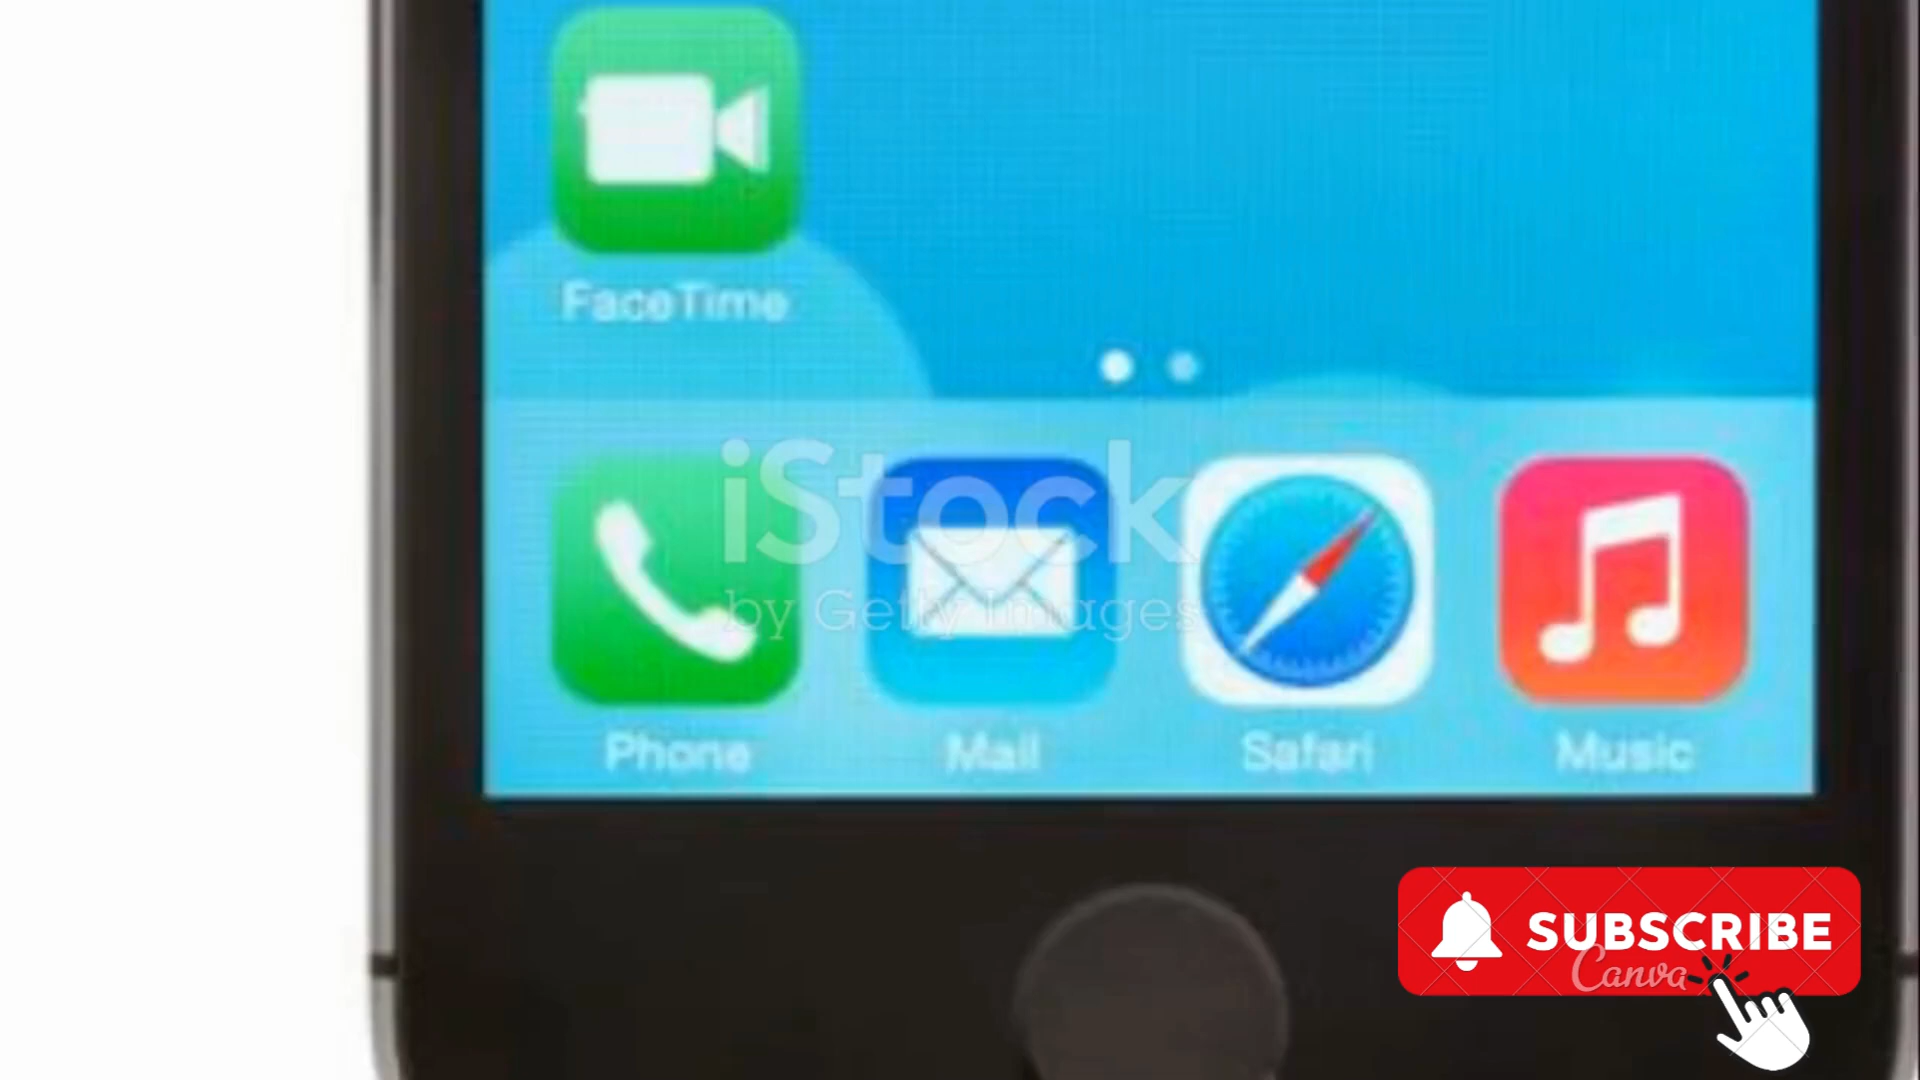 FaceTime
iStock
by Getty Images
Phone Mail Safari Music
SUBSCRIBE
Canva